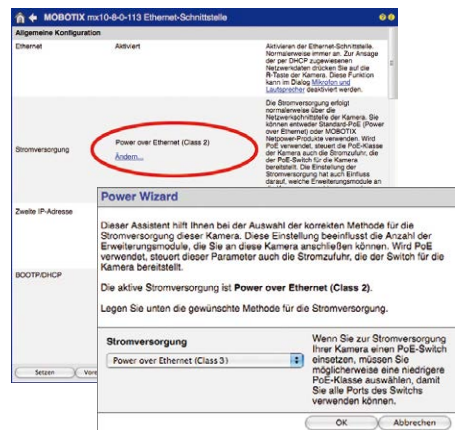 MOBOTIX mx10-8-0-113 Ethernet-Schnittstelle
Allgemeine Konfiguration
Ethernet
Aktiviert
Aktivieren der Ethernet-Schnittstelle.
Normalerweise immer an. Zur Ansage
der per DHCP zugewiesenen
Netzwerkdaten drücken Sie auf die
R-Taste der Kamera. Diese Funktion
kann im Dialog Mikrofon und
Lautsprecher deaktiviert werden.
Stromversorgung
Power over Ethernet (Class 2)
Ändern...
Die Stromversorgung erfolgt
normalerweise über die
Netzwerkschnittstelle der Kamera. Sie
können entweder Standard-PoE (Power
over Ethernet) oder MOBOTIX
Netpower-Produkte verwenden. Wird
PoE verwendet, steuert die PoE-Klasse
der Kamera auch die Stromzufuhr, die
der PoE-Switch für die Kamera
bereitstellt. Die Einstellung der
Stromversorgung hat auch Einfluss
darauf, welche Erweiterungsmodule an
Zweite IP-Adresse
BOOTP/DHCP
Setzen
Vore
Power Wizard
Dieser Assistent hilft Ihnen bei der Auswahl der korrekten Methode für die
Stromversorgung dieser Kamera. Diese Einstellung beeinflusst die Anzahl der
Erweiterungsmodule, die Sie an diese Kamera anschließen können. Wird PoE
verwendet, steuert dieser Parameter auch die Stromzufuhr, die der Switch für die
Kamera bereitstellt.
Die aktive Stromversorgung ist Power over Ethernet (Class 2).
Legen Sie unten die gewünschte Methode für die Stromversorgung.
Stromversorgung
Power over Ethernet (Class 3)
Wenn Sie zur Stromversorgung
Ihrer Kamera einen PoE-Switch
einsetzen, müssen Sie
möglicherweise eine niedrigere
PoE-Klasse auswählen, damit
Sie alle Ports des Switchs
verwenden können.
OK
Abbrechen